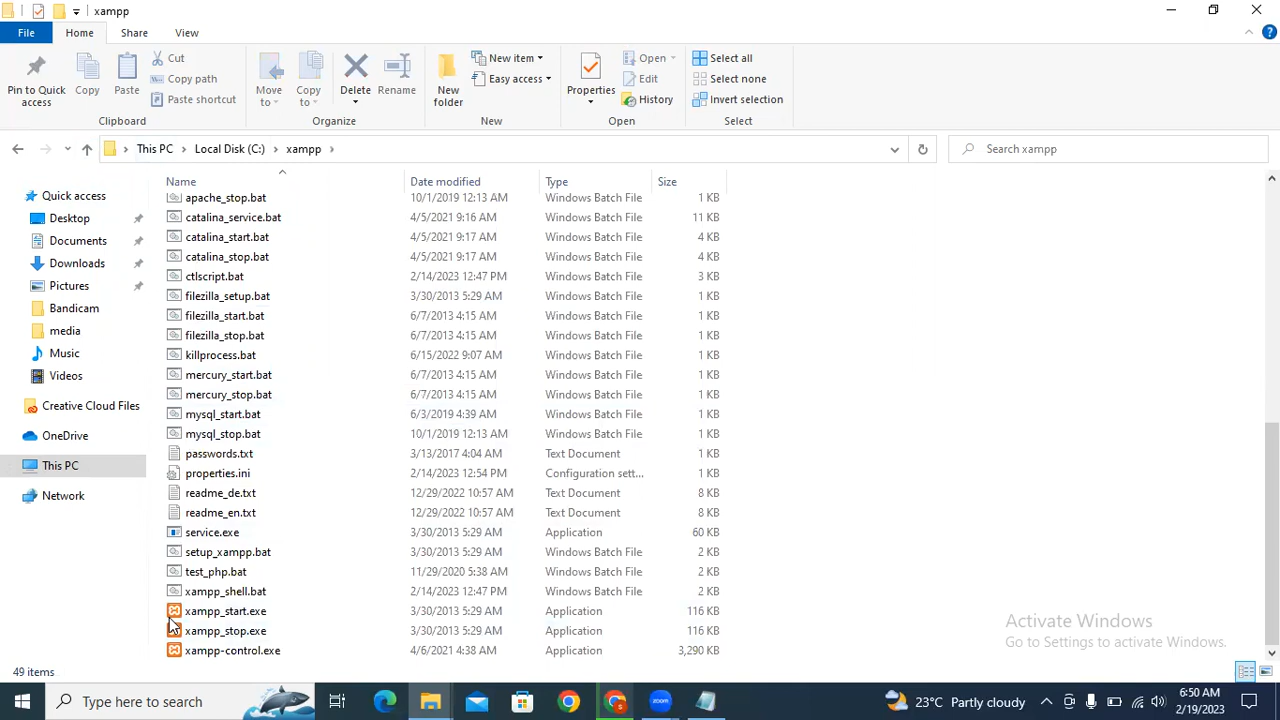 xampp
File Home Share View
Pin to Quick access
Copy
Paste
Cut
Copy path
Paste shortcut
Clipboard
Move to
Copy to
Delete
Rename
Organize
New folder
New item
Easy access
New
Properties
Open
Edit
History
Open
Select all
Select none
Invert selection
Select
This PC Local Disk (C:) xampp
Search xampp
Quick access
Desktop
Documents
Downloads
Pictures
Bandicam
media
Music
Videos
Creative Cloud Files
OneDrive
This PC
Network
Name Date modified Type Size
apache_stop.bat 10/1/2019 12:13 AM Windows Batch File 1 KB
catalina_service.bat 4/5/2021 9:16 AM Windows Batch File 11 KB
catalina_start.bat 4/5/2021 9:17 AM Windows Batch File 4 KB
catalina_stop.bat 4/5/2021 9:17 AM Windows Batch File 4 KB
ctlscript.bat 2/14/2023 12:47 PM Windows Batch File 3 KB
filezilla_setup.bat 3/30/2013 5:29 AM Windows Batch File 1 KB
filezilla_start.bat 6/7/2013 4:15 AM Windows Batch File 1 KB
filezilla_stop.bat 6/7/2013 4:15 AM Windows Batch File 1 KB
killprocess.bat 6/15/2022 9:07 AM Windows Batch File 1 KB
mercury_start.bat 6/7/2013 4:15 AM Windows Batch File 1 KB
mercury_stop.bat 6/7/2013 4:15 AM Windows Batch File 1 KB
mysql_start.bat 6/3/2019 4:39 AM Windows Batch File 1 KB
mysql_stop.bat 10/1/2019 12:13 AM Windows Batch File 1 KB
passwords.txt 3/13/2017 4:04 AM Text Document 1 KB
properties.ini 2/14/2023 12:54 PM Configuration sett... 1 KB
readme_de.txt 12/29/2022 10:57 AM Text Document 8 KB
readme_en.txt 12/29/2022 10:57 AM Text Document 8 KB
service.exe 3/30/2013 5:29 AM Application 60 KB
setup_xampp.bat 3/30/2013 5:29 AM Windows Batch File 2 KB
test_php.bat 11/29/2020 5:38 AM Windows Batch File 2 KB
xampp_shell.bat 2/14/2023 12:47 PM Windows Batch File 2 KB
xampp_start.exe 3/30/2013 5:29 AM Application 116 KB
xampp_stop.exe 3/30/2013 5:29 AM Application 116 KB
xampp-control.exe 4/6/2021 4:38 AM Application 3,290 KB
Activate Windows
Go to Settings to activate Windows.
49 items
Type here to search
23°C Partly cloudy
6:50 AM
2/19/2023